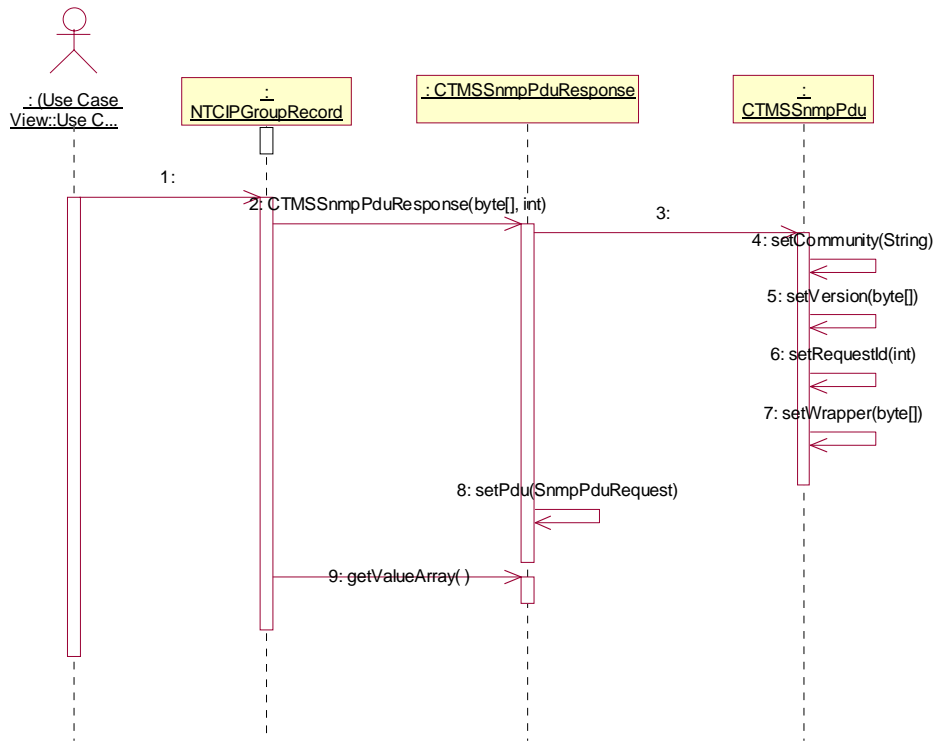 : (Use Case
View::Use C...
:
NTCIPGroupRecord
: CTMSSnmpPduResponse
:
CTMSSnmpPdu
1:
2: CTMSSnmpPduResponse(byte[], int)
3:
4: setCommunity(String)
5: setVersion(byte[])
6: setRequestId(int)
7: setWrapper(byte[])
8: setPdu(SnmpPduRequest)
9: getValueArray( )